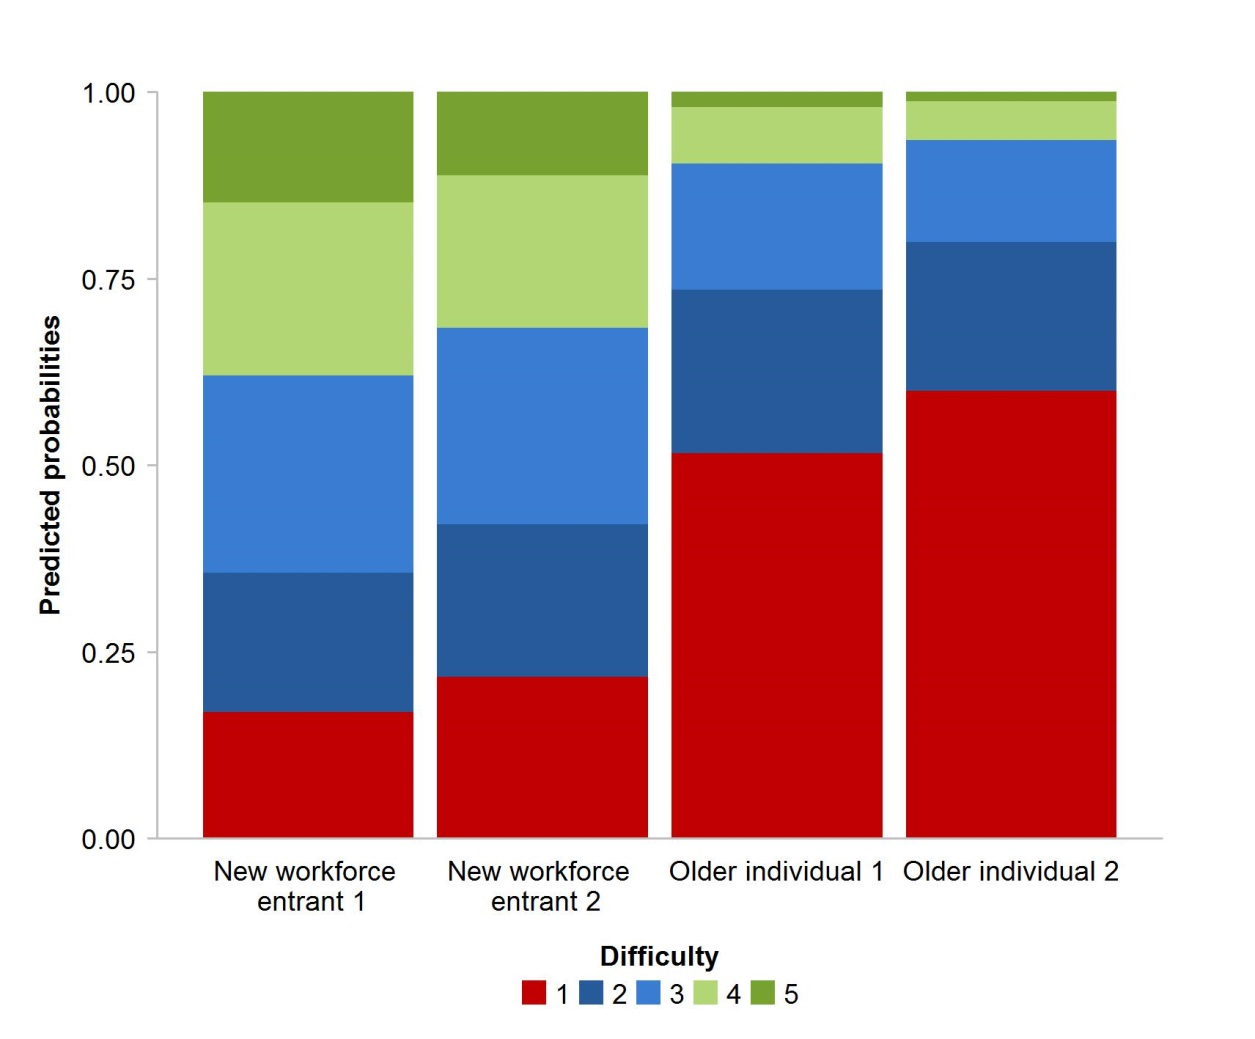 1.00
0.75
0.50
0.25
0.00
Predicted probabilities
New workforce
entrant 1
New workforce
entrant 2
Older individual 1
Older individual 2
Difficulty
1 2 3 4 5